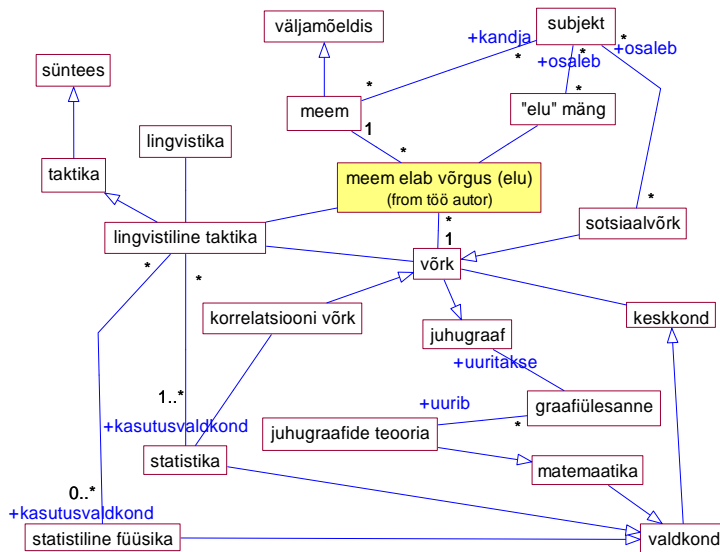 väljamõeldis
subjekt
+kandja
*
*
+osaleb
*
*
+osaleb
süntees
*
meem
1
*
"elu" mäng
lingvistika
*
taktika
meem elab võrgus (elu)
(from töö autor)
*
sotsiaalvõrk
*
lingvistiline taktika
1
*
*
võrk
korrelatsiooni võrk
keskkond
juhugraaf
+uuritakse
1..*
+uurib
graafiülesanne
+kasutusvaldkond
juhugraafide teooria
*
statistika
matemaatika
0..*
+kasutusvaldkond
statistiline füüsika
valdkond